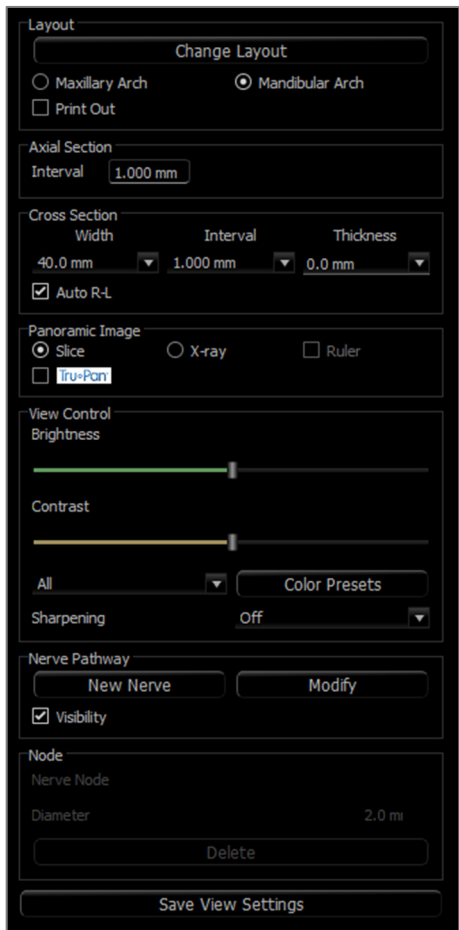 Layout
Change Layout
Maxillary Arch Mandibular Arch
Print Out
Axial Section
Interval 1.000 mm
Cross Section
Width Interval Thickness
40.0 mm 1.000 mm 0.0 mm
Auto R-L
Panoramic Image
Slice X-ray Ruler
Tru•Pan
View Control
Brightness
Contrast
All Color Presets
Sharpening Off
Nerve Pathway
New Nerve Modify
Visibility
Node
Nerve Node
Diameter 2.0 m
Delete
Save View Settings